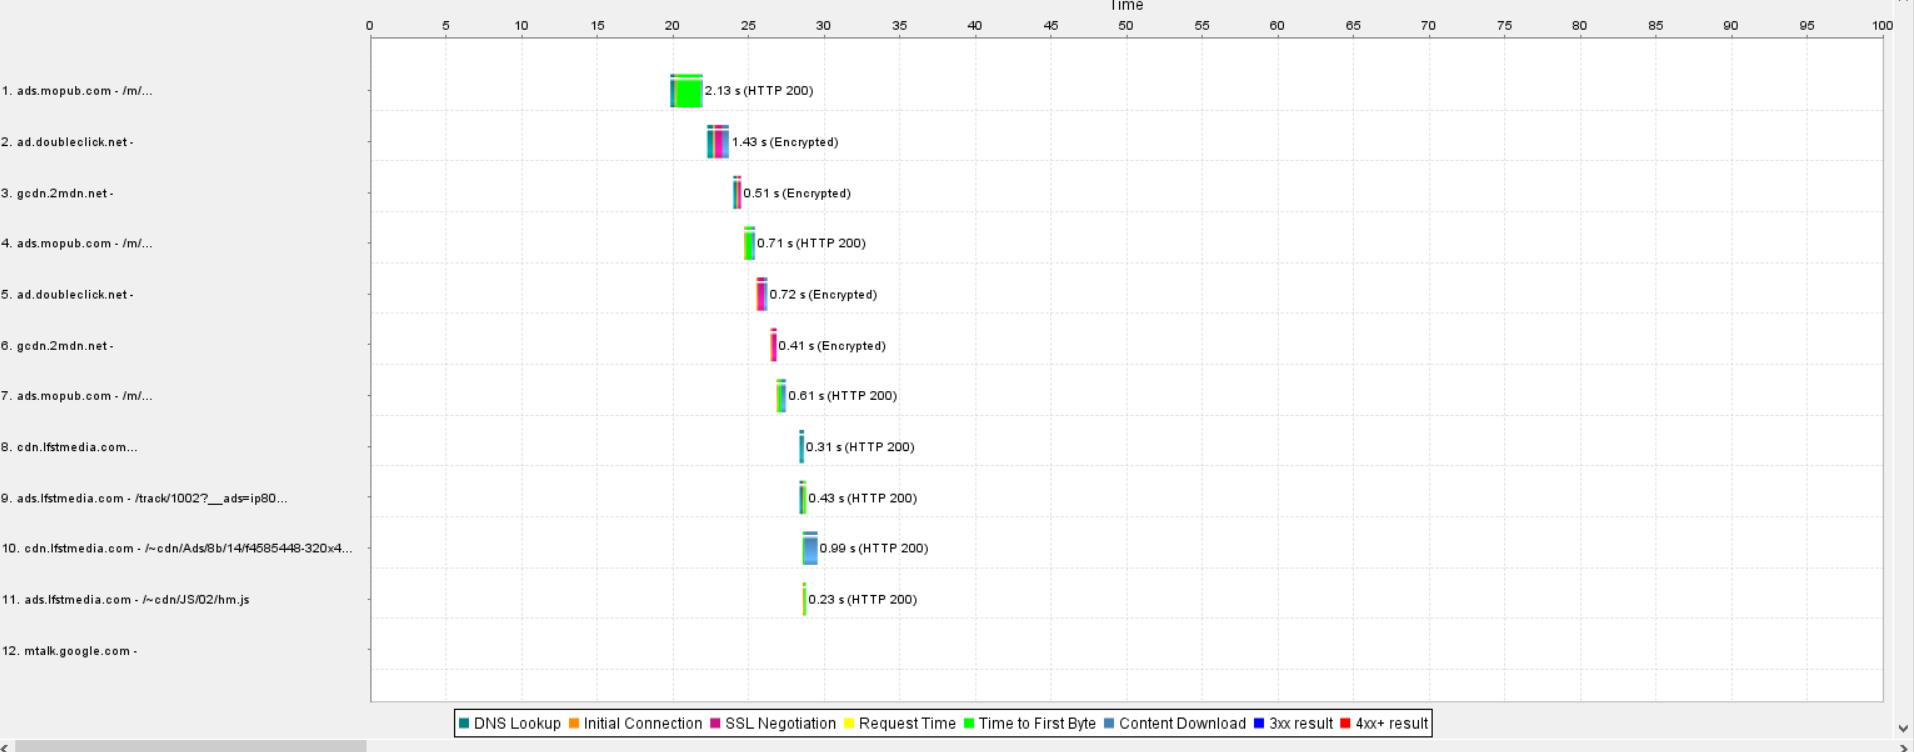 Time
0 5 10 15 20 25 30 35 40 45 50 55 60 65 70 75 80 85 90 95 100
1. ads.mopub.com - /m/... 2.13 s (HTTP 200)
2. ad.doubleclick.net - 1.43 s (Encrypted)
3. gcdn.2mdn.net - 0.51 s (Encrypted)
4. ads.mopub.com - /m/... 0.71 s (HTTP 200)
5. ad.doubleclick.net - 0.72 s (Encrypted)
6. gcdn.2mdn.net - 0.41 s (Encrypted)
7. ads.mopub.com - /m/... 0.61 s (HTTP 200)
8. cdn.lfstmedia.com... 0.31 s (HTTP 200)
9. ads.lfstmedia.com - /track/1002?__ads=ip80... 0.43 s (HTTP 200)
10. cdn.lfstmedia.com - /~cdn/Ads/8b/14/f4585448-320x4... 0.99 s (HTTP 200)
11. ads.lfstmedia.com - /~cdn/JS/02/hm.js 0.23 s (HTTP 200)
12. mtalk.google.com -
DNS Lookup Initial Connection SSL Negotiation Request Time Time to First Byte Content Download 3xx result 4xx+ result